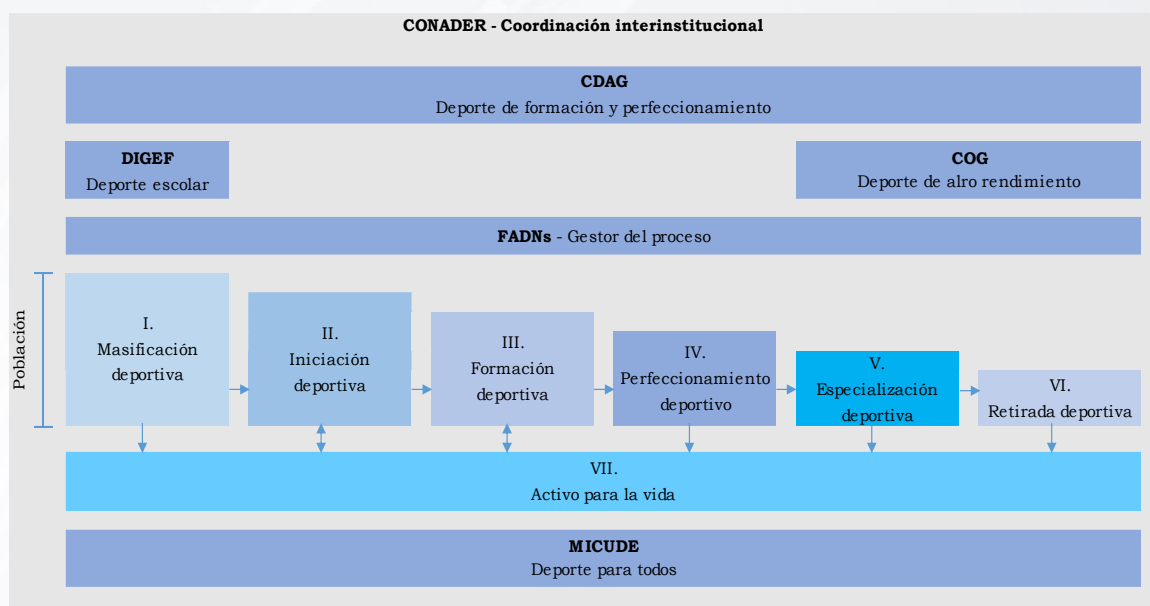 CONADER - Coordinación interinstitucional
CDAG
Deporte de formación y perfeccionamiento
DIGEF
Deporte escolar
COG
Deporte de alro rendimiento
FADNs - Gestor del proceso
Población
I.
Masificación
deportiva
II.
Iniciación
deportiva
III.
Formación
deportiva
IV.
Perfeccionamiento
deportivo
V.
Especialización
deportiva
VI.
Retirada deportiva
VII.
Activo para la vida
MICUDE
Deporte para todos